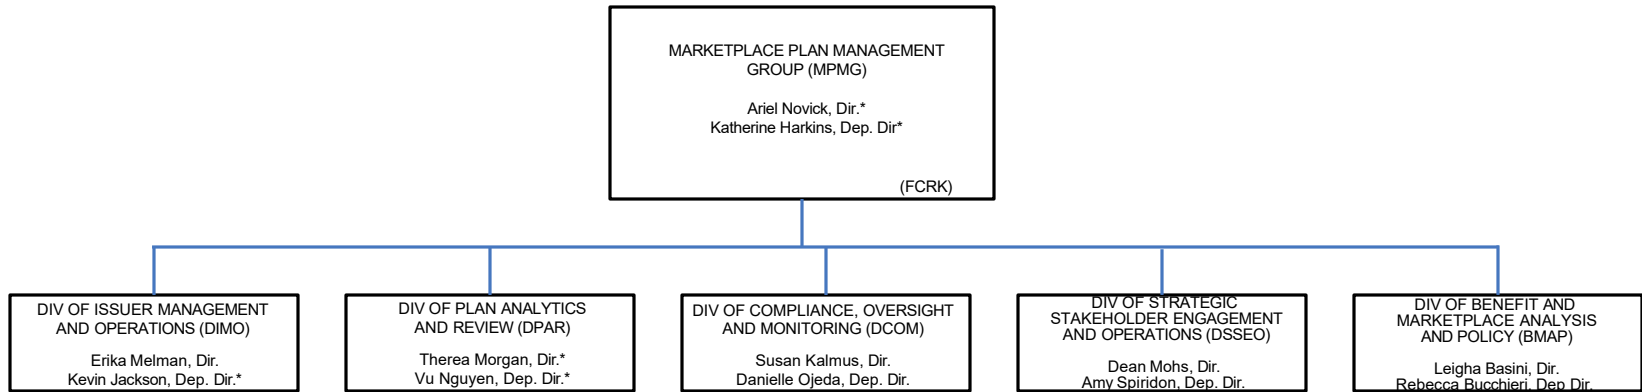 MARKETPLACE PLAN MANAGEMENT
GROUP (MPMG)
Ariel Novick, Dir.*
Katherine Harkins, Dep. Dir*
(FCRK)
DIV OF ISSUER MANAGEMENT
AND OPERATIONS (DIMO)
Erika Melman, Dir.
Kevin Jackson, Dep. Dir.*
DIV OF PLAN ANALYTICS
AND REVIEW (DPAR)
Therea Morgan, Dir.*
Vu Nguyen, Dep. Dir.*
DIV OF COMPLIANCE, OVERSIGHT
AND MONITORING (DCOM)
Susan Kalmus, Dir.
Danielle Ojeda, Dep. Dir.
DIV OF STRATEGIC
STAKEHOLDER ENGAGEMENT
AND OPERATIONS (DSSEO)
Dean Mohs, Dir.
Amy Spiridon, Dep. Dir.
DIV OF BENEFIT AND
MARKETPLACE ANALYSIS
AND POLICY (BMAP)
Leigha Basini, Dir.
Rebecca Bucchieri, Dep Dir.